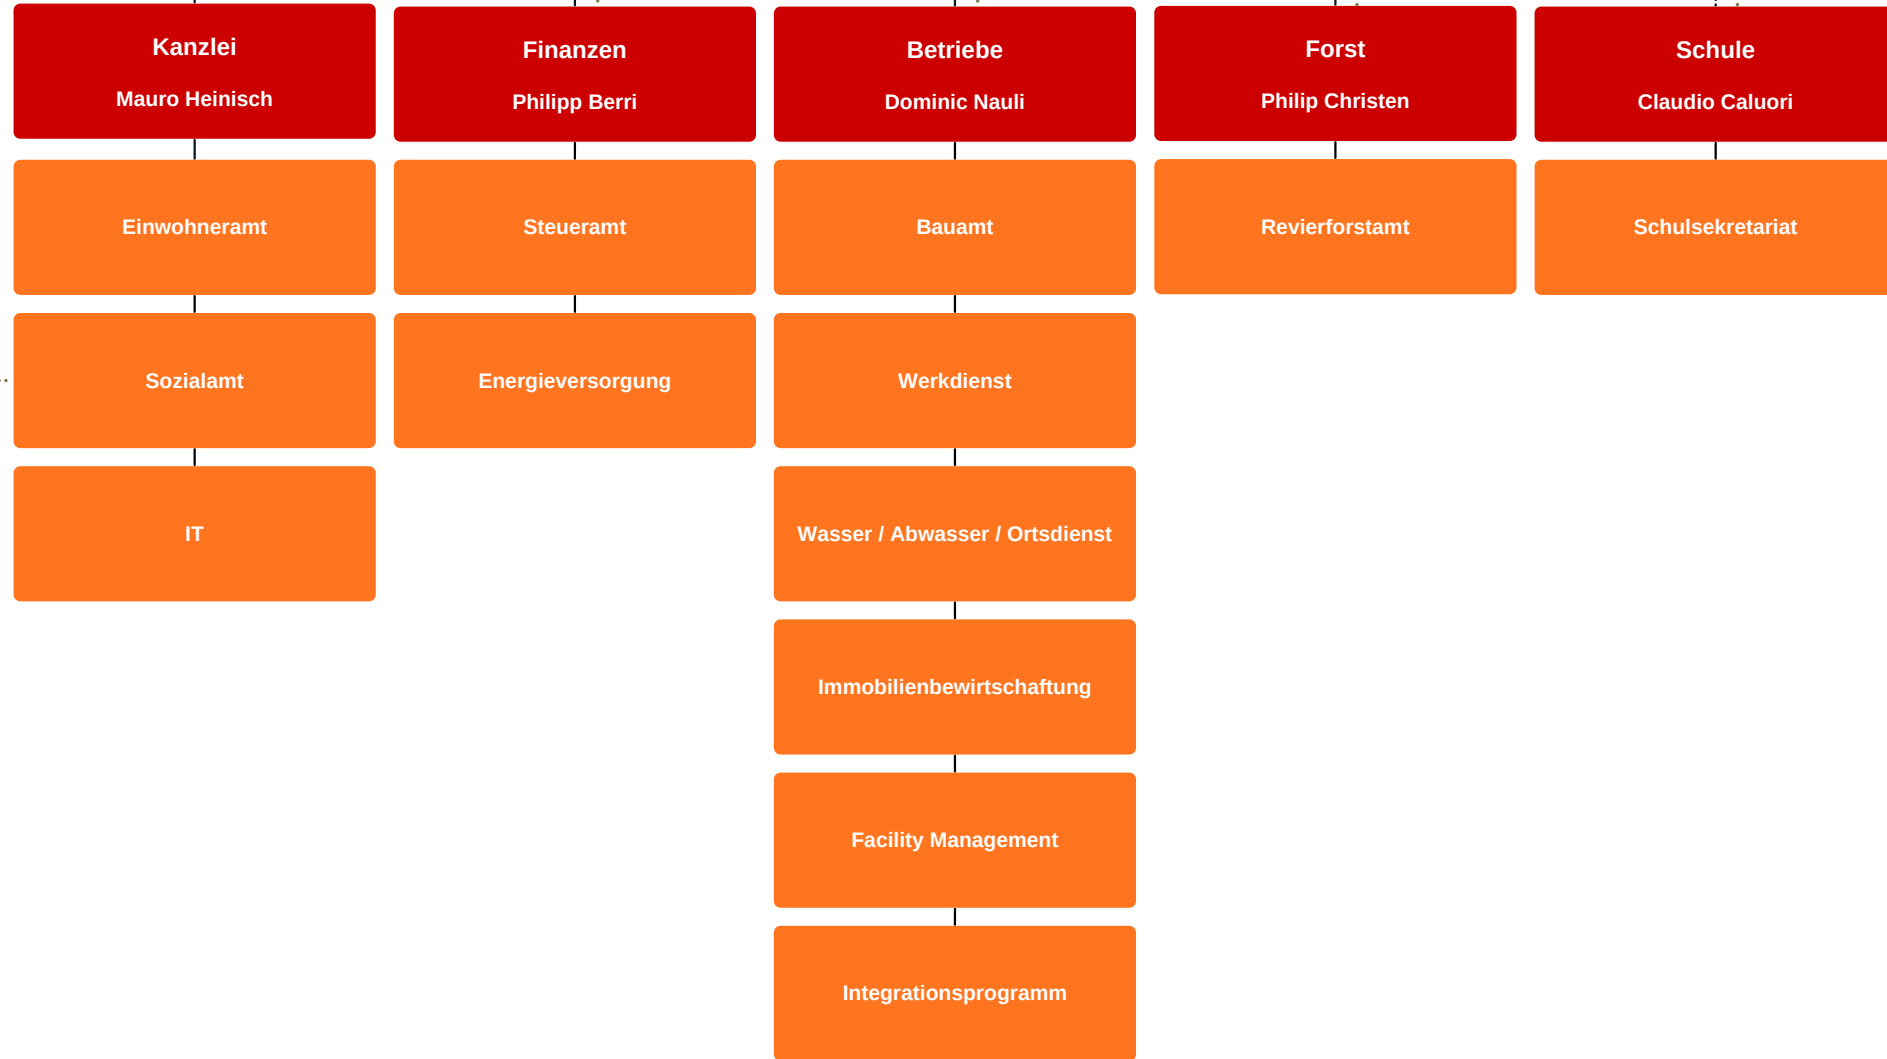 Kanzlei
Mauro Heinisch
Einwohneramt
Sozialamt
IT
Finanzen
Philipp Berri
Steueramt
Energieversorgung
Betriebe
Dominic Nauli
Bauamt
Werkdienst
Wasser / Abwasser / Ortsdienst
Immobilienbewirtschaftung
Facility Management
Integrationsprogramm
Forst
Philip Christen
Revierforstamt
Schule
Claudio Caluori
Schulsekretariat